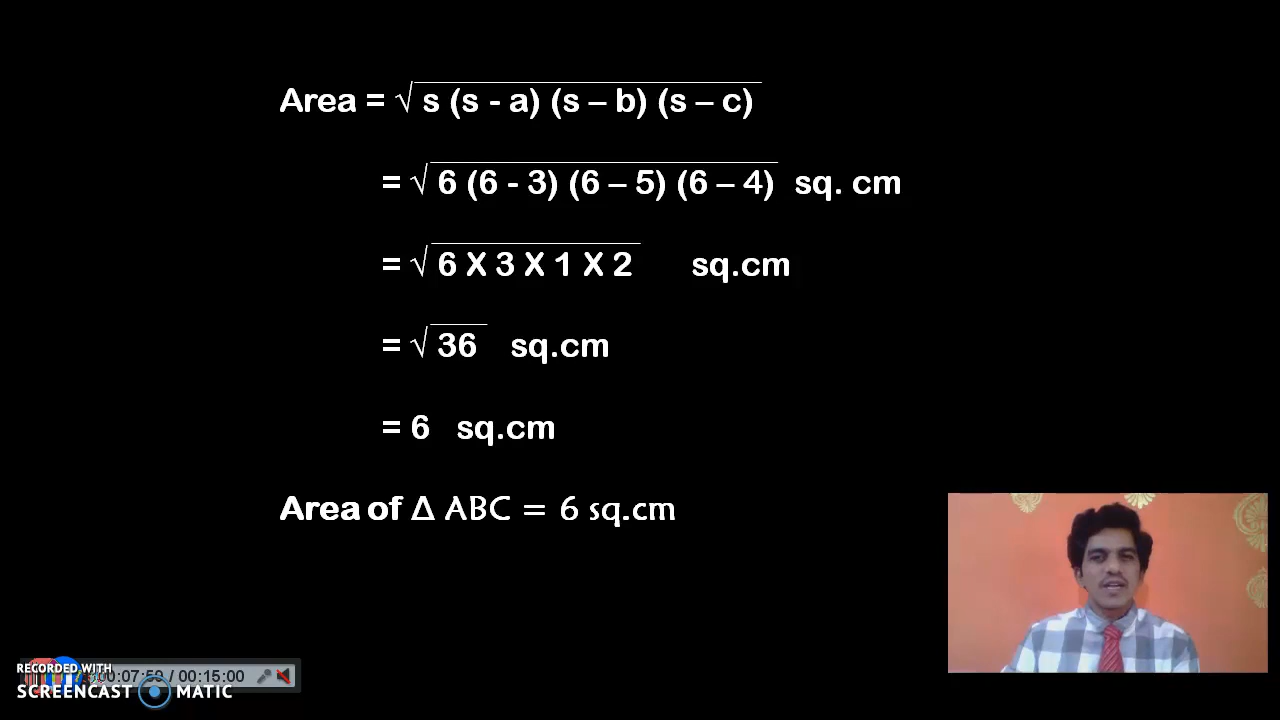 Area = √ s (s - a) (s – b) (s – c)
= √ 6 (6 - 3) (6 – 5) (6 – 4) sq. cm
= √ 6 X 3 X 1 X 2 sq.cm
= √ 36 sq.cm
= 6 sq.cm
Area of Δ ABC = 6 sq.cm
RECORDED WITH
00:07:59 / 00:15:00
SCREENCAST MATIC